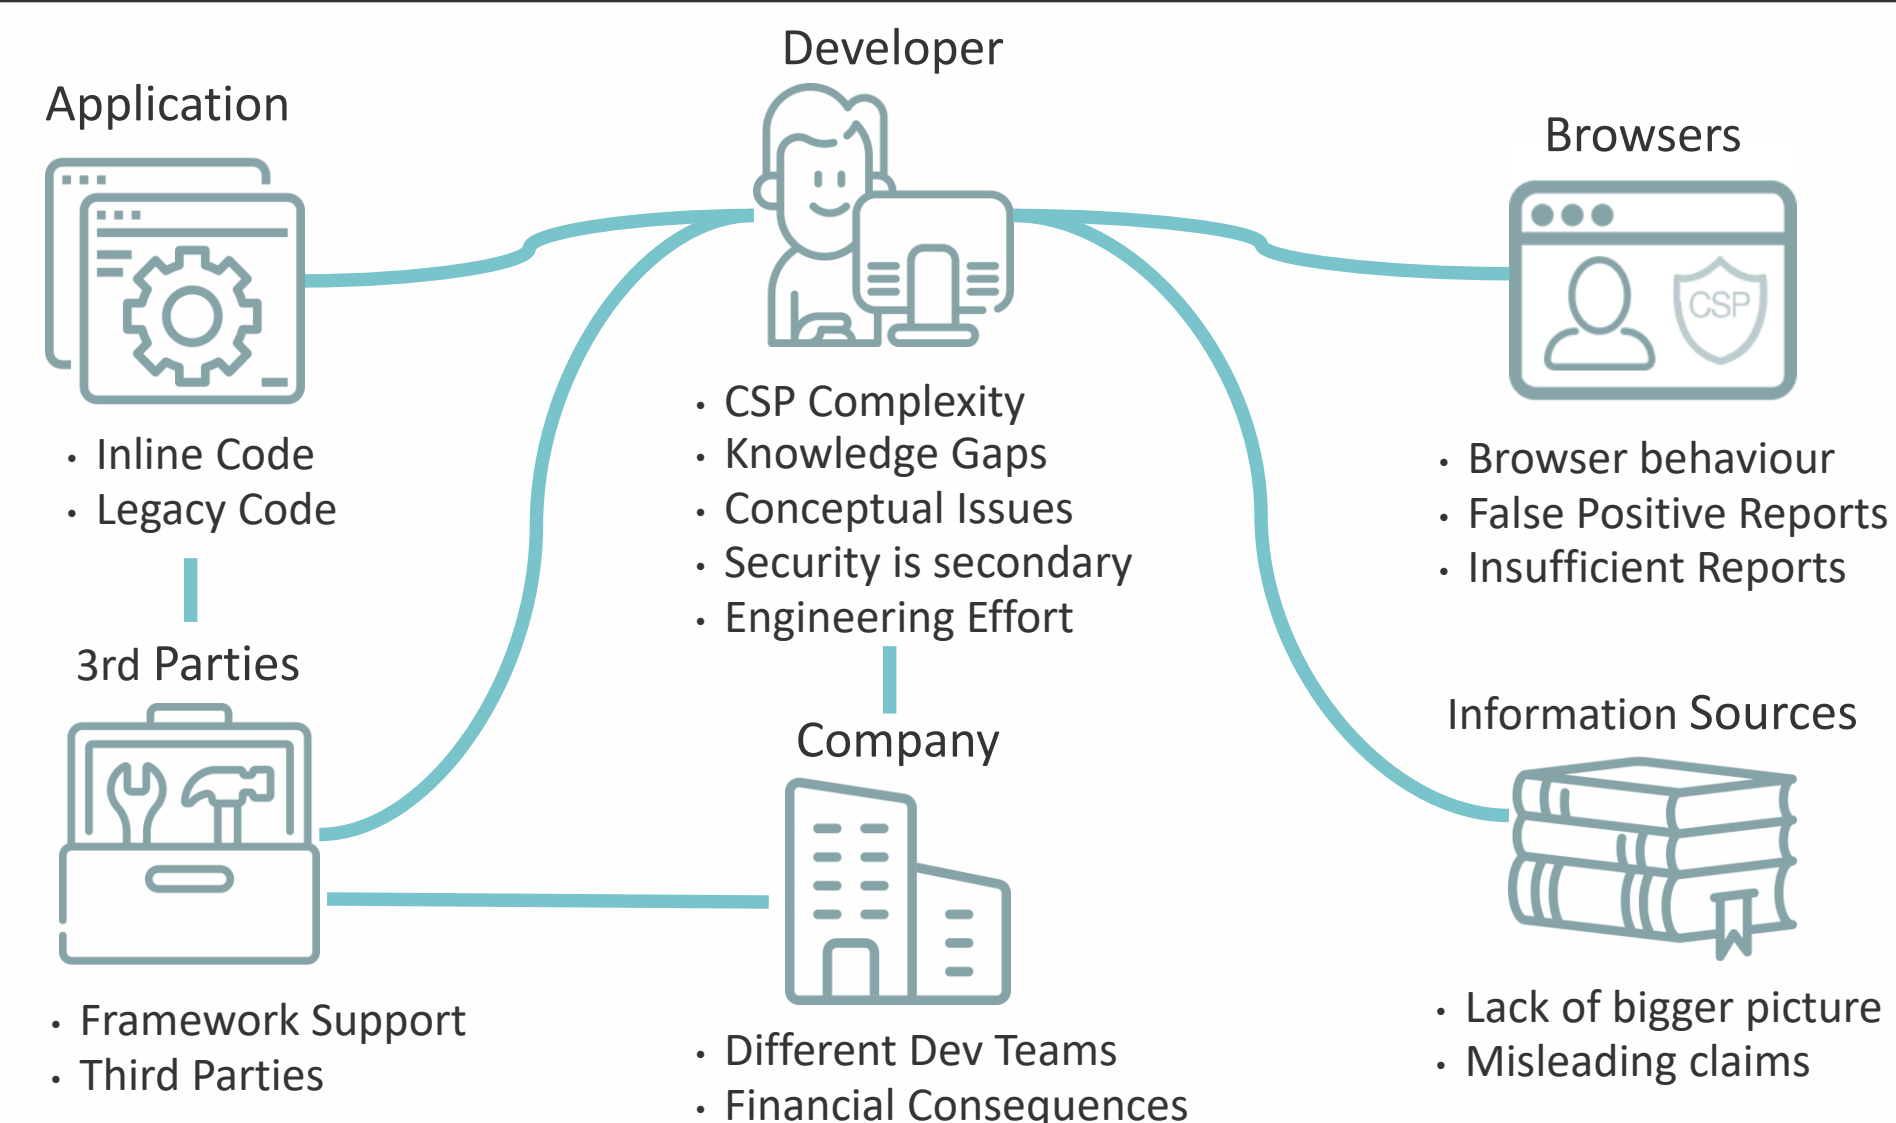 Developer
Application
Browsers
CSP
• CSP Complexity
• Knowledge Gaps
• Conceptual Issues
• Security is secondary
• Engineering Effort
• Inline Code
• Legacy Code
• Browser behaviour
• False Positive Reports
• Insufficient Reports
3rd Parties
Company
Information Sources
• Framework Support
• Third Parties
• Different Dev Teams
• Financial Consequences
• Lack of bigger picture
• Misleading claims